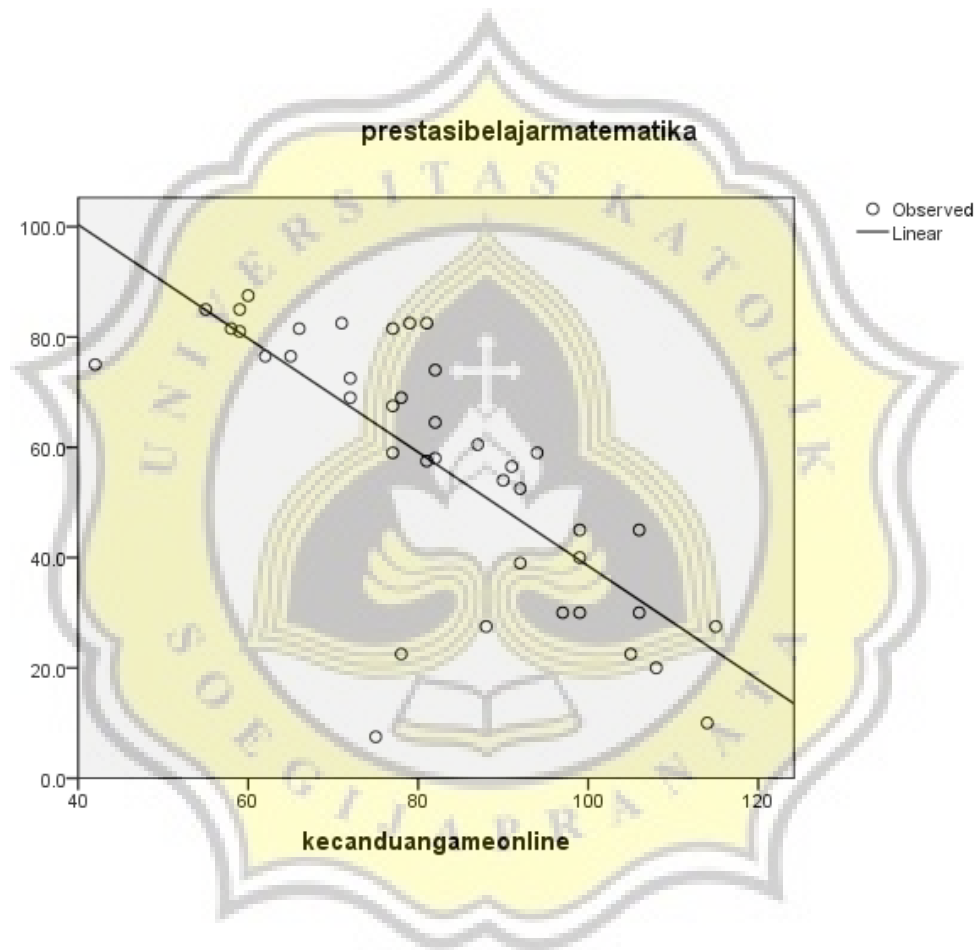 prestasibelajarmatematika
UNIVERSITAS KATOLIK
Observed
Linear
100.0
80.0
60.0
40.0
20.0
0.0
40 60 80 100 120
SOEGIJAPRANATA
kecanduangameonline